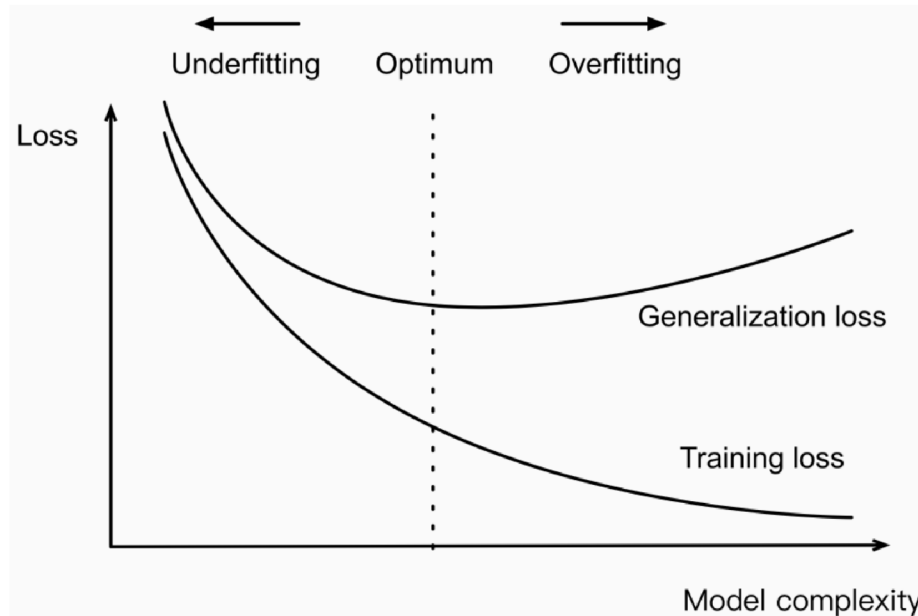 Underfitting
Optimum
Overfitting
Loss
Generalization loss
Training loss
Model complexity